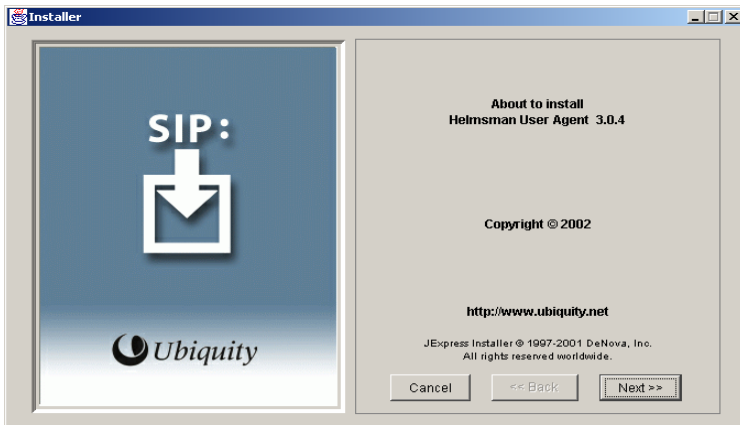 Installer
SIP:
Ubiquity
About to install
Helmsman User Agent 3.0.4
Copyright © 2002
http://www.ubiquity.net
JExpress Installer © 1997-2001 DeNova, Inc.
All rights reserved worldwide.
Cancel
<< Back
Next >>